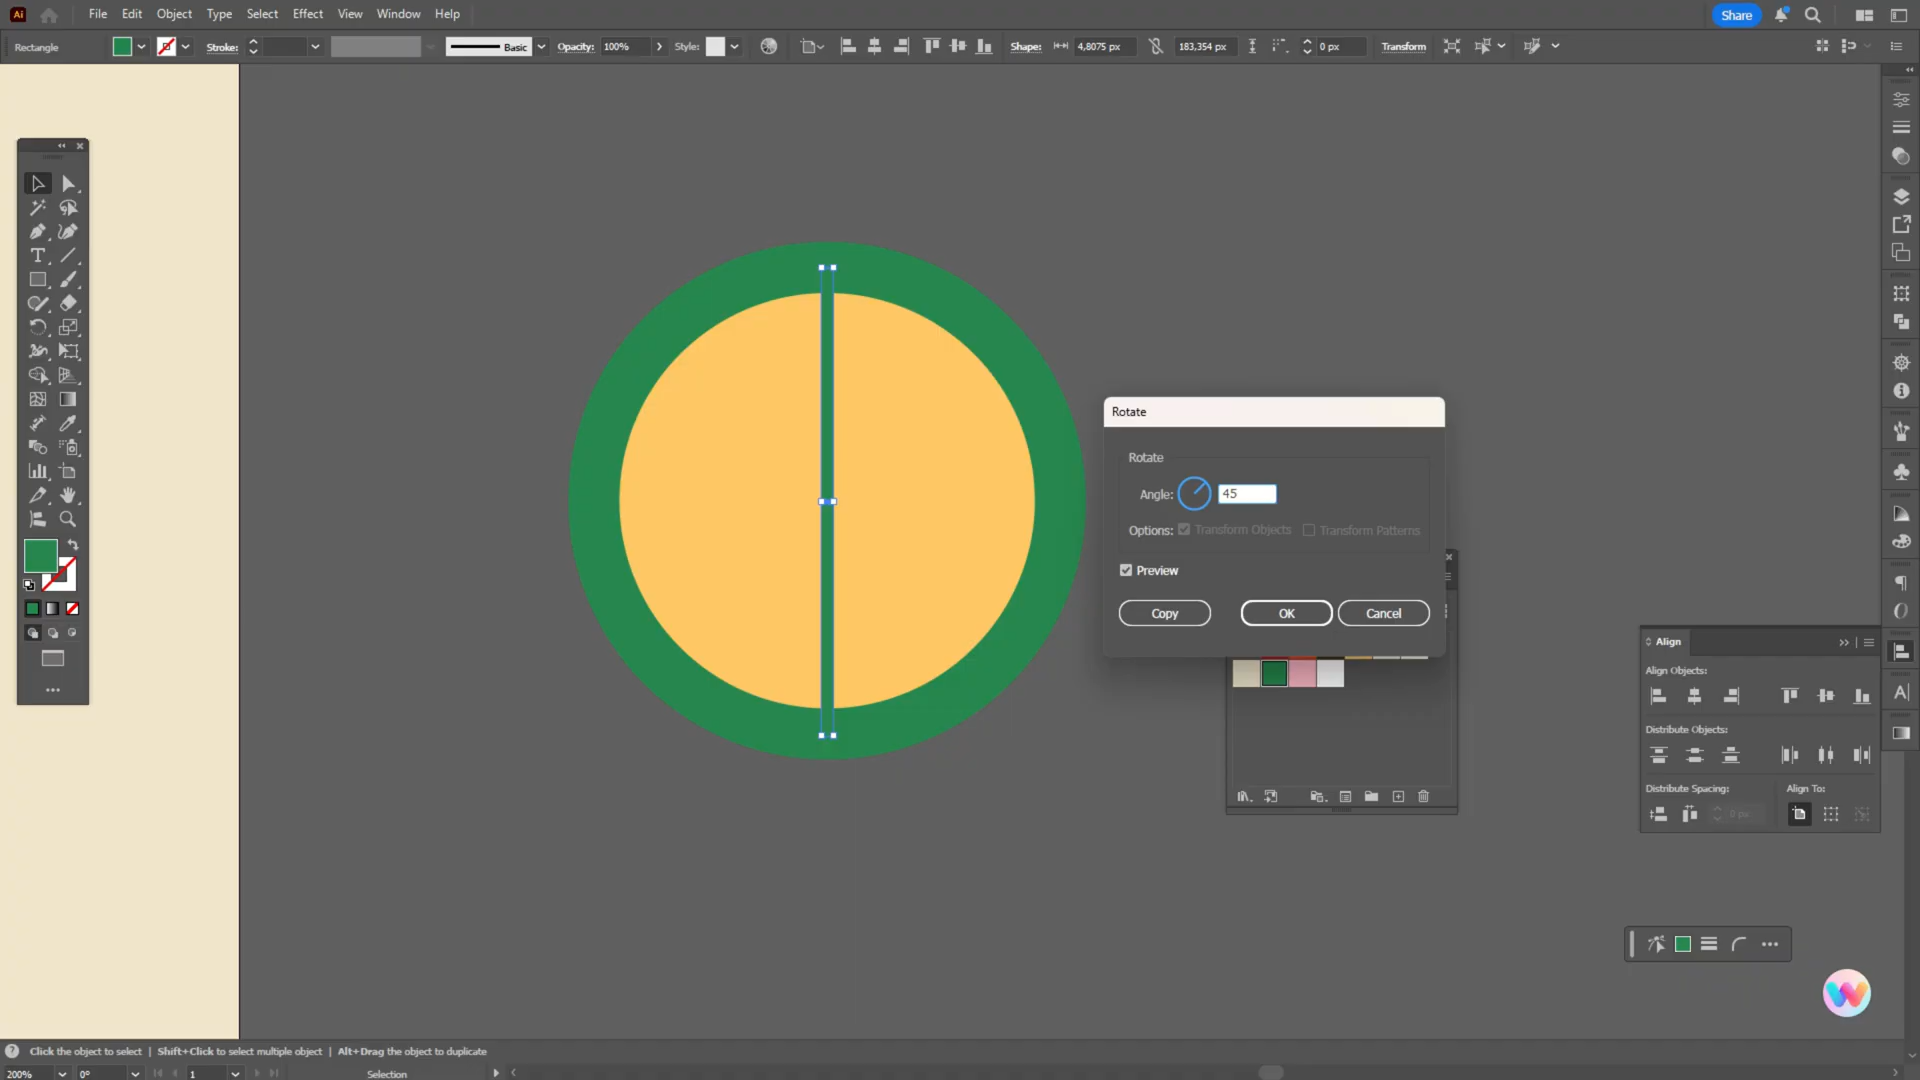 Ai File Edit Object Type Select Effect View Window Help Share
Rectangle Stroke: Basic Opacity: 100% Style: Shape: 4,8075 px 183,354 px 0 px Transform
Rotate
Rotate
Angle: 45
Options: Transform Objects Transform Patterns
Preview
Copy OK Cancel
Align
Align Objects:
Distribute Objects:
Distribute Spacing: Align To:
0 px
Click the object to select | Shift+Click to select multiple object | Alt+Drag the object to duplicate
200% 0° 1 Selection